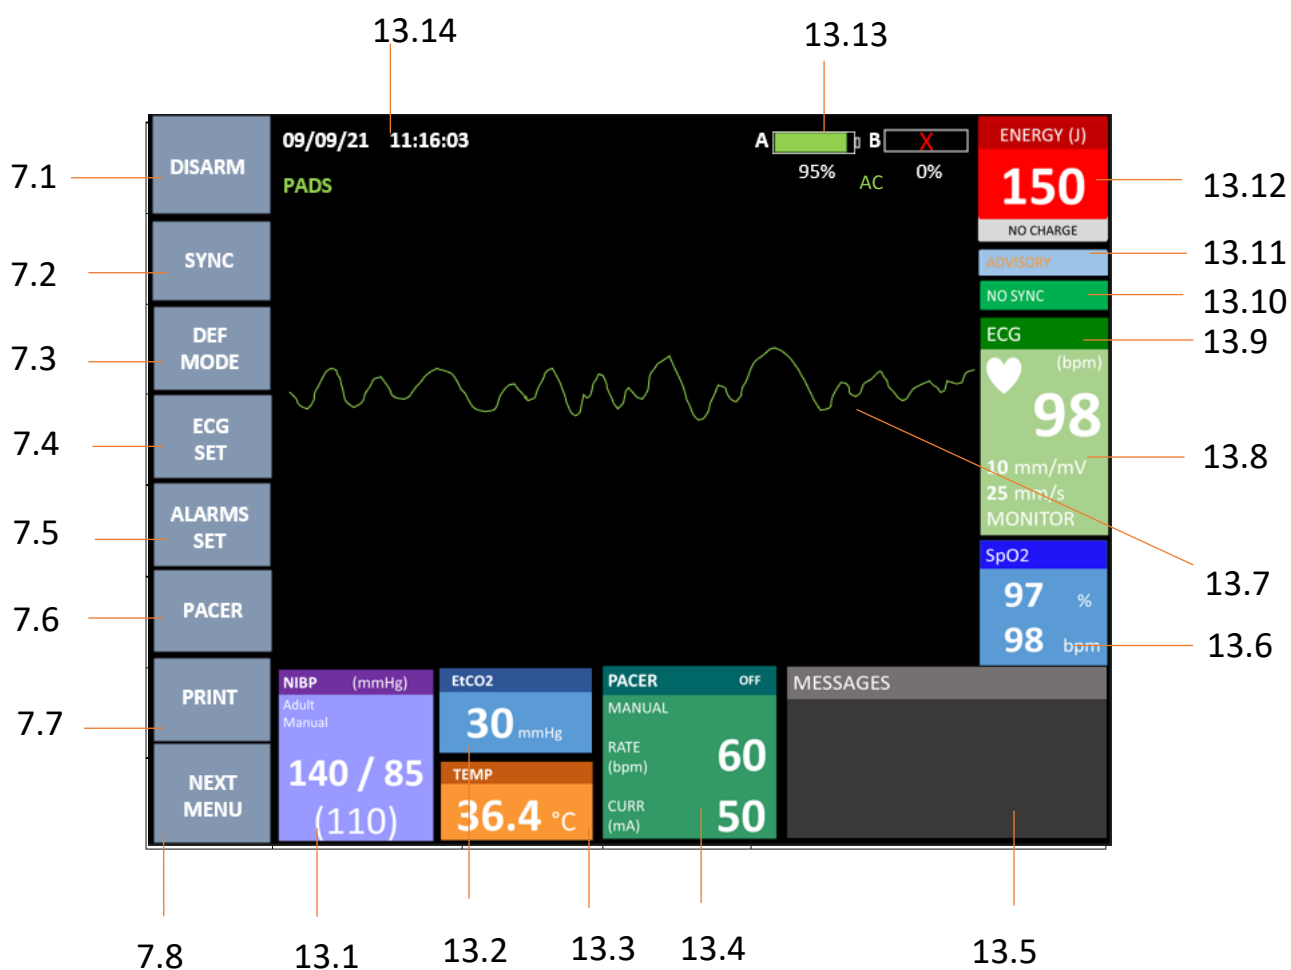 13.14
13.13
09/09/21 11:16:03
A
B
X
95%
AC
0%
PADS
7.1
DISARM
7.2
SYNC
7.3
DEF
MODE
7.4
ECG
SET
7.5
ALARMS
SET
7.6
PACER
7.7
PRINT
NEXT
MENU
7.8
ENERGY (J)
150
NO CHARGE
13.12
ADVISORY
13.11
NO SYNC
13.10
ECG
13.9
(bpm)
98
10 mm/mV
25 mm/s
MONITOR
13.8
13.7
SpO2
97 %
98 bpm
13.6
NIBP (mmHg)
Adult
Manual
140 / 85
(110)
13.1
EtCO2
30 mmHg
13.2
TEMP
36.4 °C
13.3
PACER OFF
MANUAL
RATE
(bpm)
60
CURR
(mA)
50
13.4
MESSAGES
13.5